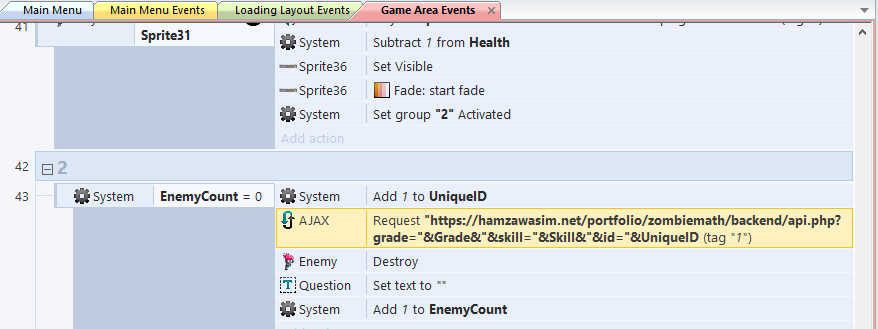 Main Menu
Main Menu Events
Loading Layout Events
Game Area Events
41
Sprite31
System Subtract 1 from Health
Sprite36 Set Visible
Sprite36 Fade: start fade
System Set group "2" Activated
Add action
42 2
43 System EnemyCount = 0 System Add 1 to UniqueID
AJAX Request "https://hamzawasim.net/portfolio/zombiemath/backend/api.php?
grade="&Grade&"&skill="&Skill&"&id="&UniqueID (tag "1")
Enemy Destroy
Question Set text to ""
System Add 1 to EnemyCount